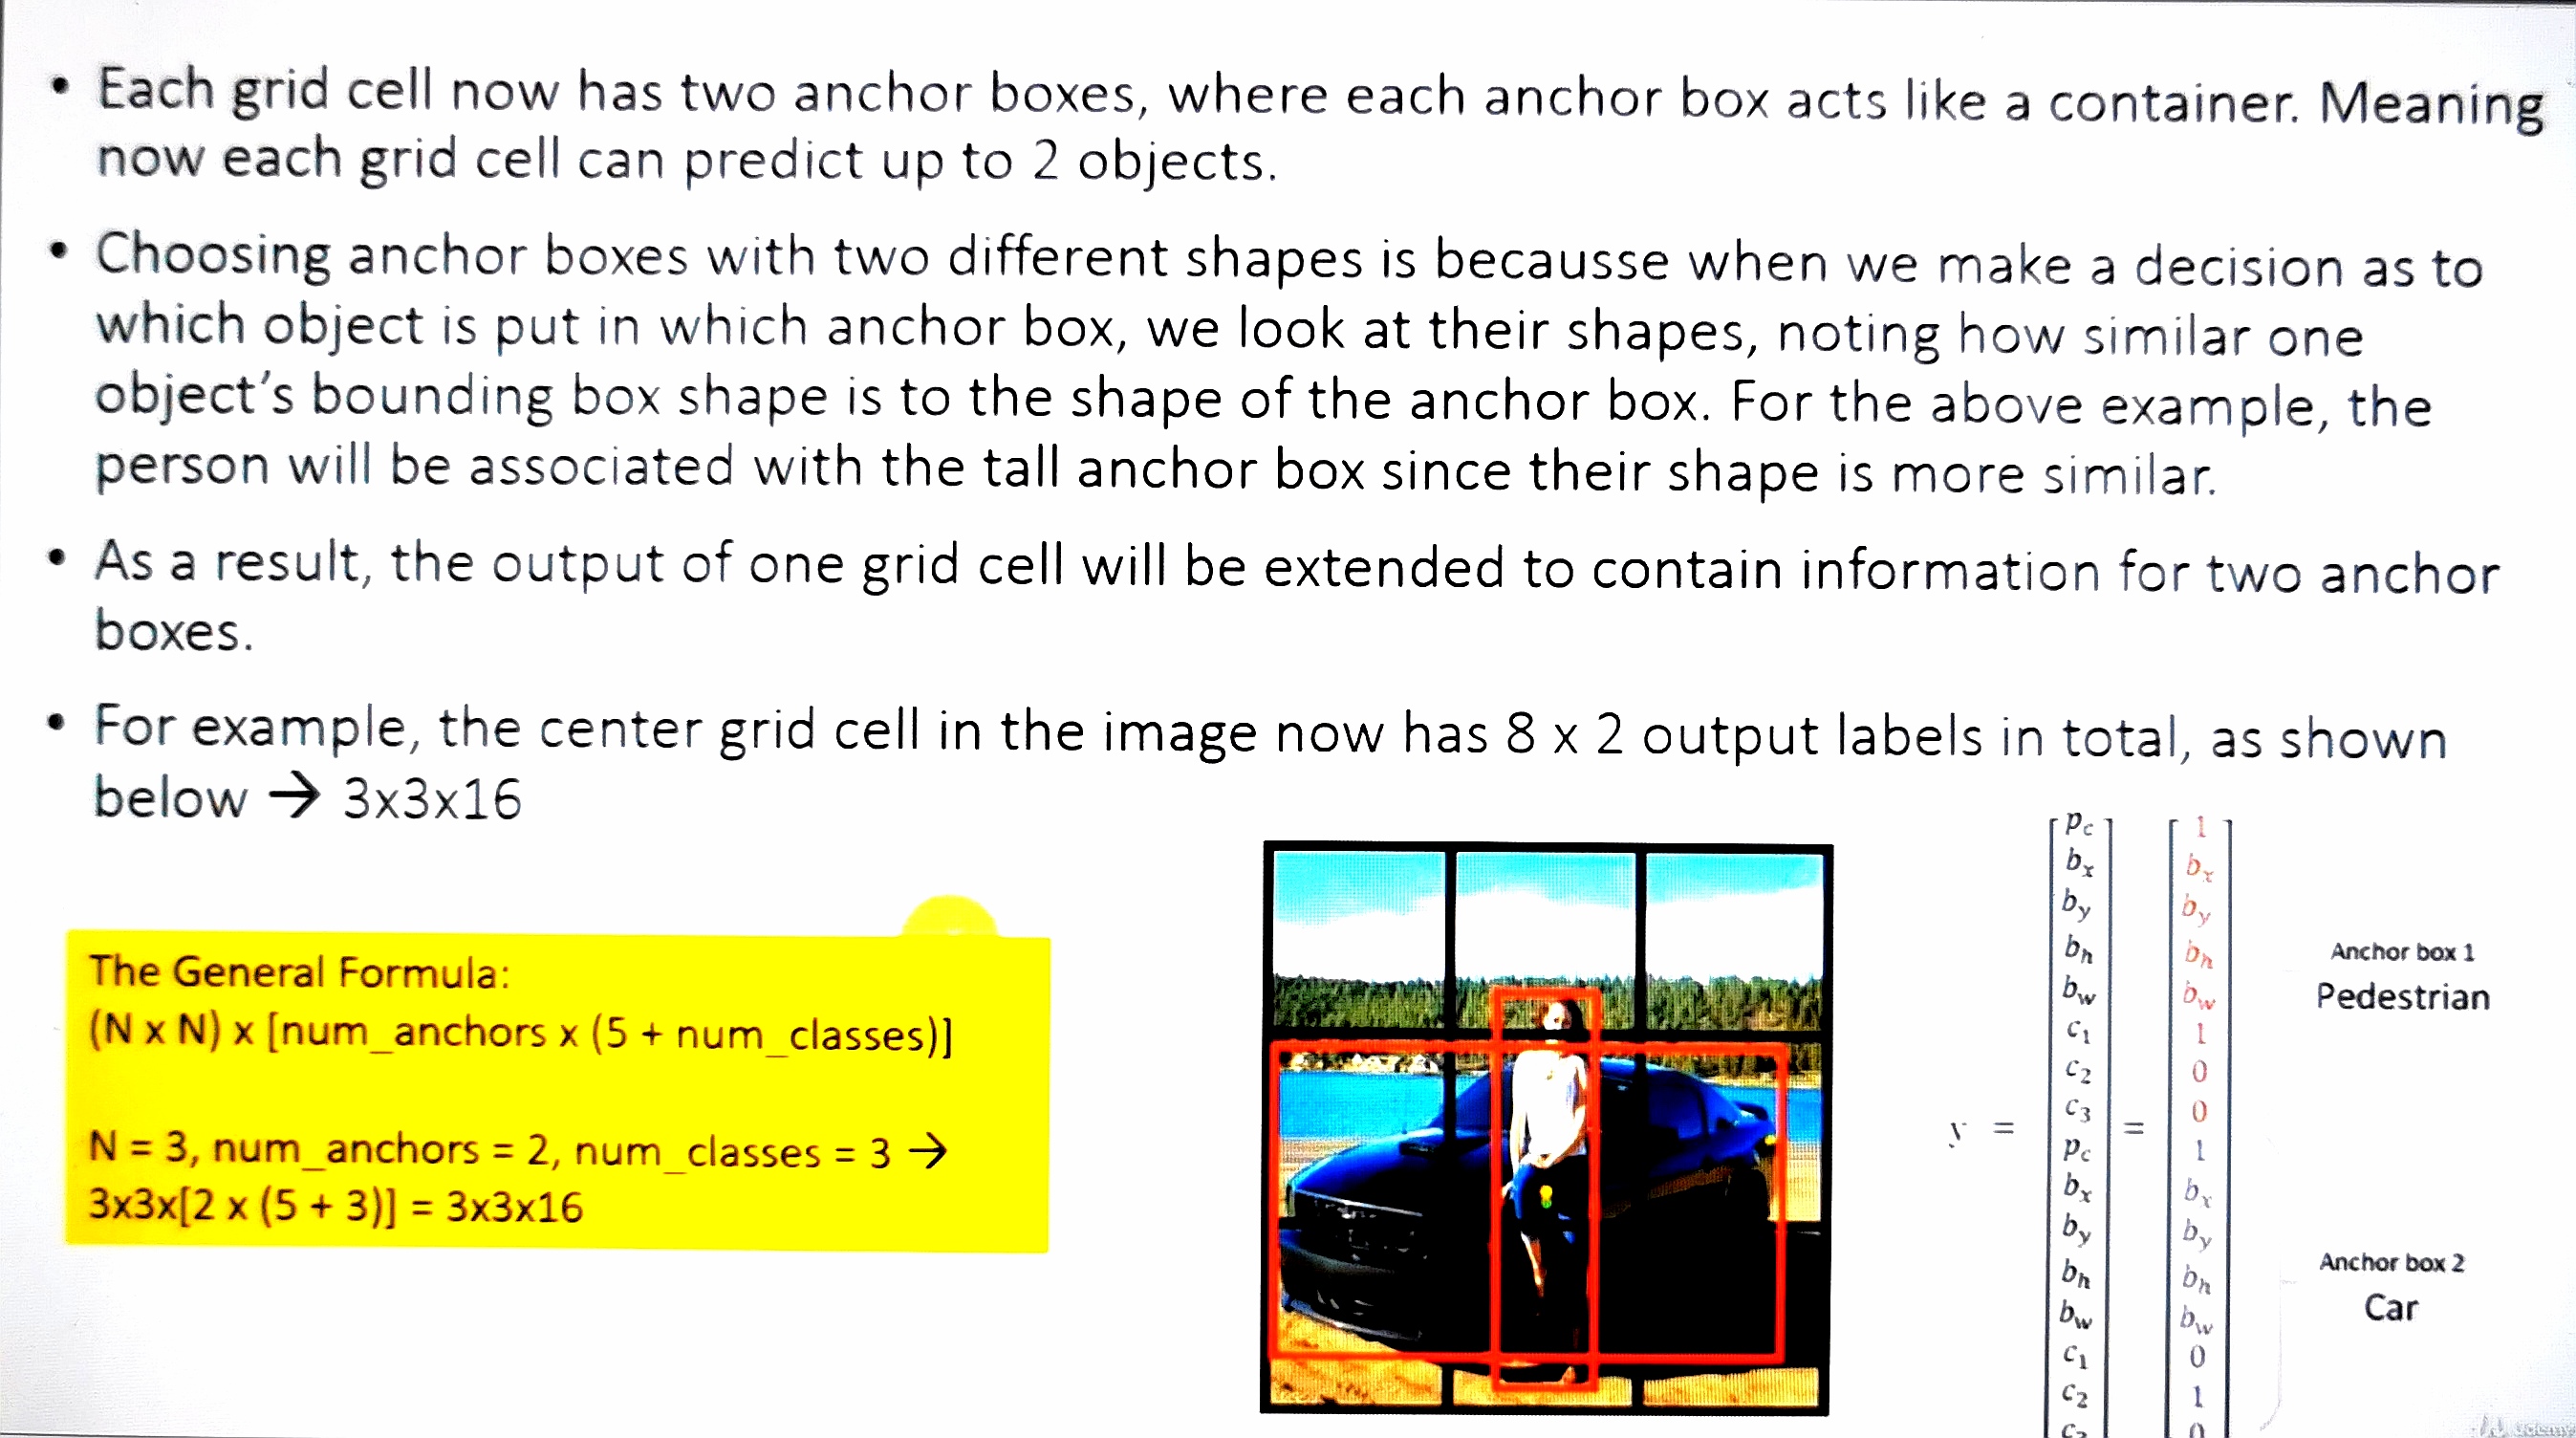 • Each grid cell now has two anchor boxes, where each anchor box acts like a container. Meaning
now each grid cell can predict up to 2 objects.
• Choosing anchor boxes with two different shapes is becausse when we make a decision as to
which object is put in which anchor box, we look at their shapes, noting how similar one
object's bounding box shape is to the shape of the anchor box. For the above example, the
person will be associated with the tall anchor box since their shape is more similar.
• As a result, the output of one grid cell will be extended to contain information for two anchor
boxes.
• For example, the center grid cell in the image now has 8 x 2 output labels in total, as shown
below → 3x3x16
The General Formula:
(N x N) x [num_anchors x (5 + num_classes)]
N = 3, num_anchors = 2, num_classes = 3 →
3x3x[2 x (5 + 3)] = 3x3x16
y = =
p_c 1
b_x b_x
b_y b_y
b_h b_h
b_w b_w
c_1 1
c_2 0
c_3 0
p_c 1
b_x b_x
b_y b_y
b_h b_h
b_w b_w
c_1 0
c_2 1
c_3 0
Anchor box 1
Pedestrian
Anchor box 2
Car
Udemy